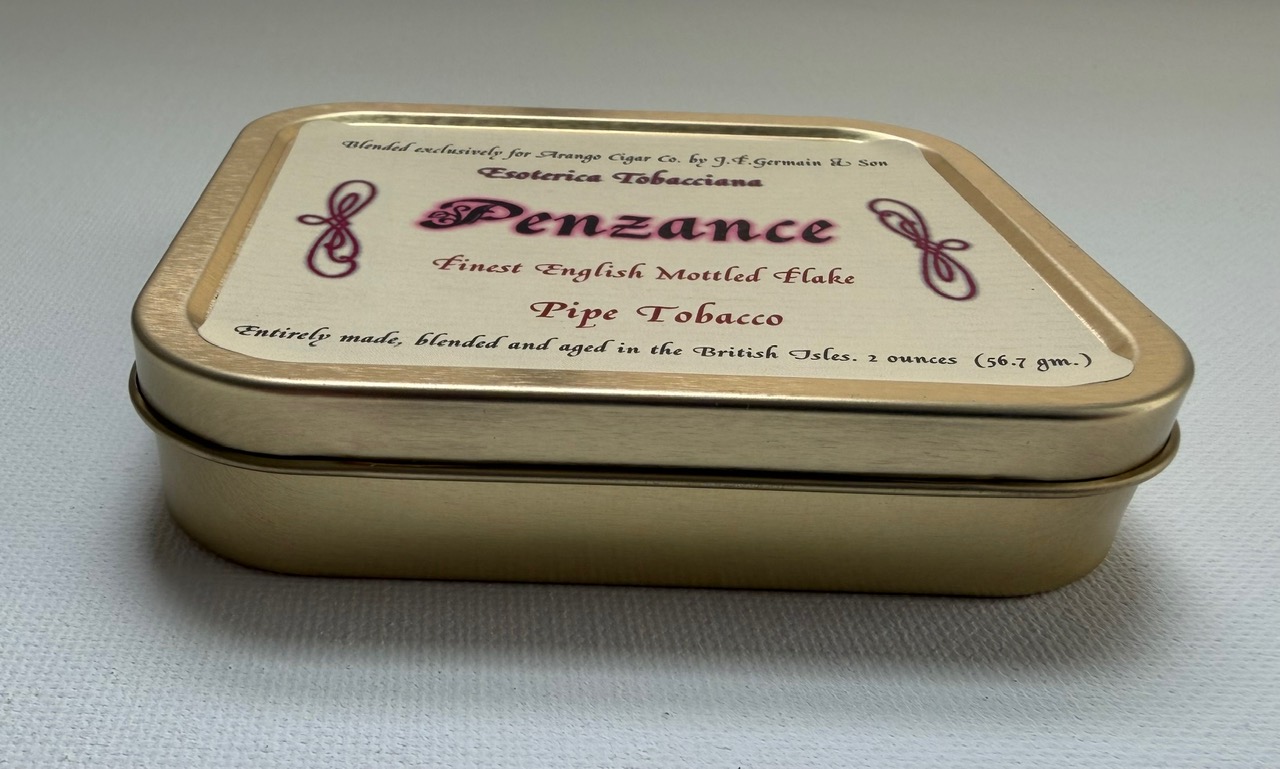 Blended exclusively for Arango Cigar Co. by J.F.Germain & Son
Esoterica Tobacciana
Penzance
Finest English Mottled Flake
Pipe Tobacco
Entirely made, blended and aged in the British Isles. 2 ounces (56.7 gm.)